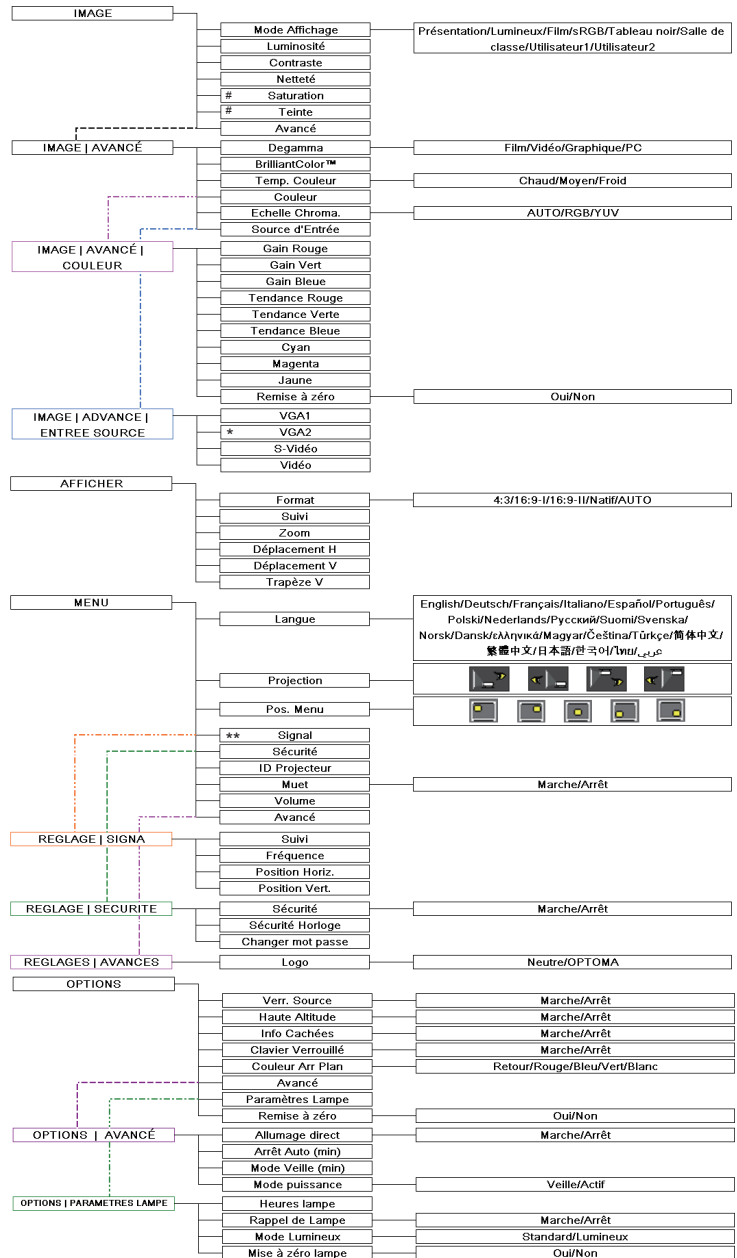 IMAGE
Mode Affichage
Présentation/Lumineux/Film/sRGB/Tableau noir/Salle de
classe/Utilisateur1/Utilisateur2
Luminosité
Contraste
Netteté
# Saturation
# Teinte
Avancé
IMAGE | AVANCÉ
Degamma
Film/Vidéo/Graphique/PC
BrilliantColor™
Temp. Couleur
Chaud/Moyen/Froid
Couleur
Echelle Chroma.
AUTO/RGB/YUV
Source d'Entrée
IMAGE | AVANCÉ |
COULEUR
Gain Rouge
Gain Vert
Gain Bleue
Tendance Rouge
Tendance Verte
Tendance Bleue
Cyan
Magenta
Jaune
Remise à zéro
Oui/Non
IMAGE | ADVANCE |
ENTREE SOURCE
VGA1
* VGA2
S-Vidéo
Vidéo
AFFICHER
Format
4:3/16:9-I/16:9-II/Natif/AUTO
Suivi
Zoom
Déplacement H
Déplacement V
Trapèze V
MENU
Langue
English/Deutsch/Français/Italiano/Español/Português/
Polski/Nederlands/Русский/Suomi/Svenska/
Norsk/Dansk/ελληνικά/Magyar/Čeština/Türkçe/简体中文/
繁體中文/日本語/한국어/ไทย/عربي
Projection
Pos. Menu
** Signal
Sécurité
ID Projecteur
Muet
Marche/Arrêt
Volume
Avancé
REGLAGE | SIGNA
Suivi
Fréquence
Position Horiz.
Position Vert.
REGLAGE | SECURITE
Sécurité
Marche/Arrêt
Sécurité Horloge
Changer mot passe
REGLAGES | AVANCES
Logo
Neutre/OPTOMA
OPTIONS
Verr. Source
Marche/Arrêt
Haute Altitude
Marche/Arrêt
Info Cachées
Marche/Arrêt
Clavier Verrouillé
Marche/Arrêt
Couleur Arr Plan
Retour/Rouge/Bleu/Vert/Blanc
Avancé
Paramètres Lampe
Remise à zéro
Oui/Non
OPTIONS | AVANCÉ
Allumage direct
Marche/Arrêt
Arrêt Auto (min)
Mode Veille (min)
Mode puissance
Veille/Actif
OPTIONS | PARAMETRES LAMPE
Heures lampe
Rappel de Lampe
Marche/Arrêt
Mode Lumineux
Standard/Lumineux
Mise à zéro lampe
Oui/Non